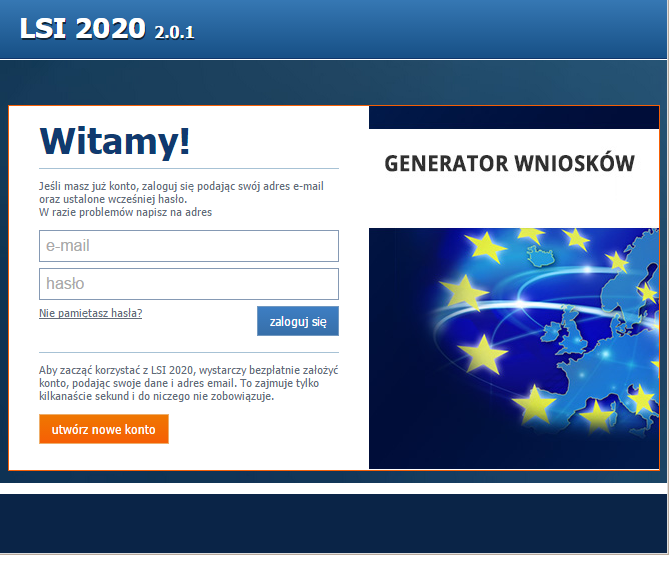 LSI 2020 2.0.1
Witamy!
Jeśli masz już konto, zaloguj się podając swój adres e-mail
oraz ustalone wcześniej hasło.
W razie problemów napisz na adres
e-mail
hasło
Nie pamiętasz hasła?
zaloguj się
Aby zacząć korzystać z LSI 2020, wystarczy bezpłatnie założyć
konto, podając swoje dane i adres email. To zajmuje tylko
kilkanaście sekund i do niczego nie zobowiązuje.
utwórz nowe konto
GENERATOR WNIOSKÓW